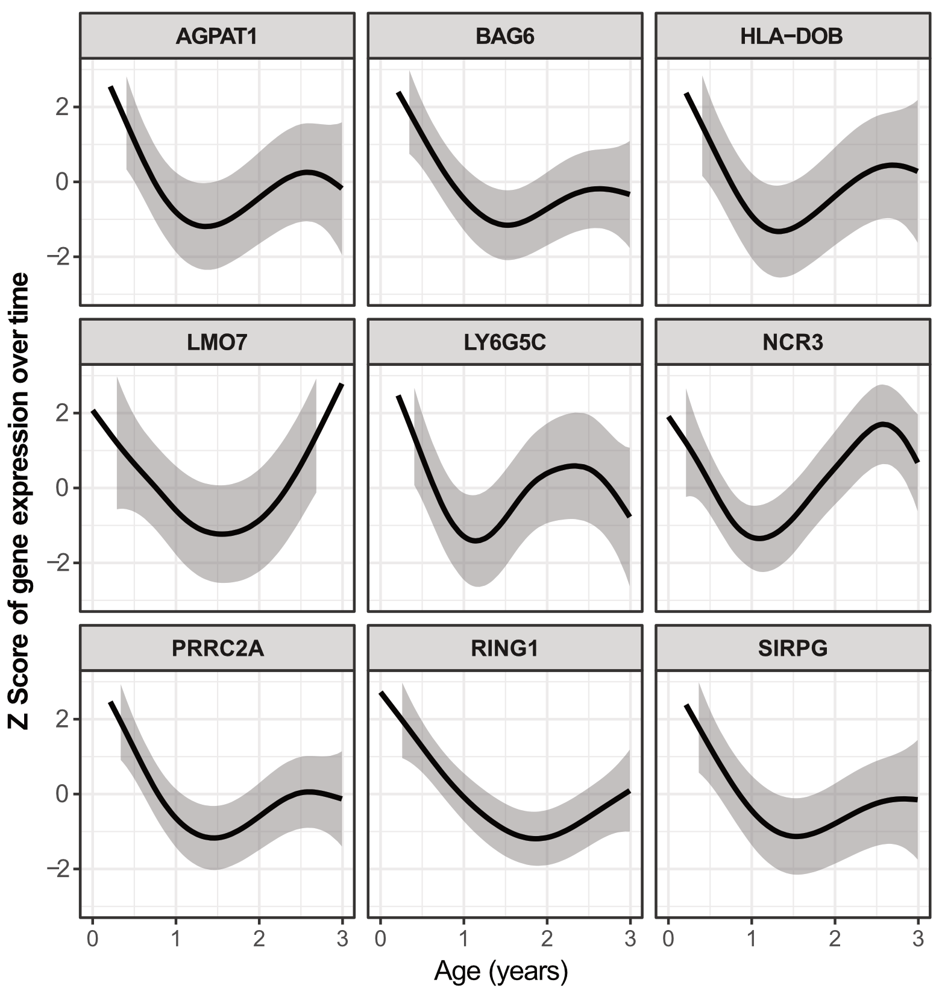 AGPAT1 BAG6 HLA−DOB
2
0
−2
LMO7 LY6G5C NCR3
2
0
−2
PRRC2A RING1 SIRPG
2
0
−2
0 1 2 3 0 1 2 3 0 1 2 3
Age (years)
Z Score of gene expression over time